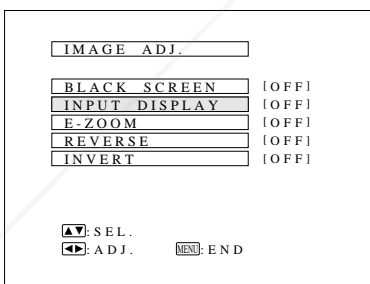 IMAGE ADJ.
BLACK SCREEN [OFF]
INPUT DISPLAY [OFF]
E-ZOOM [OFF]
REVERSE [OFF]
INVERT [OFF]
▲▼:SEL.
◀▶:ADJ. MENU:END